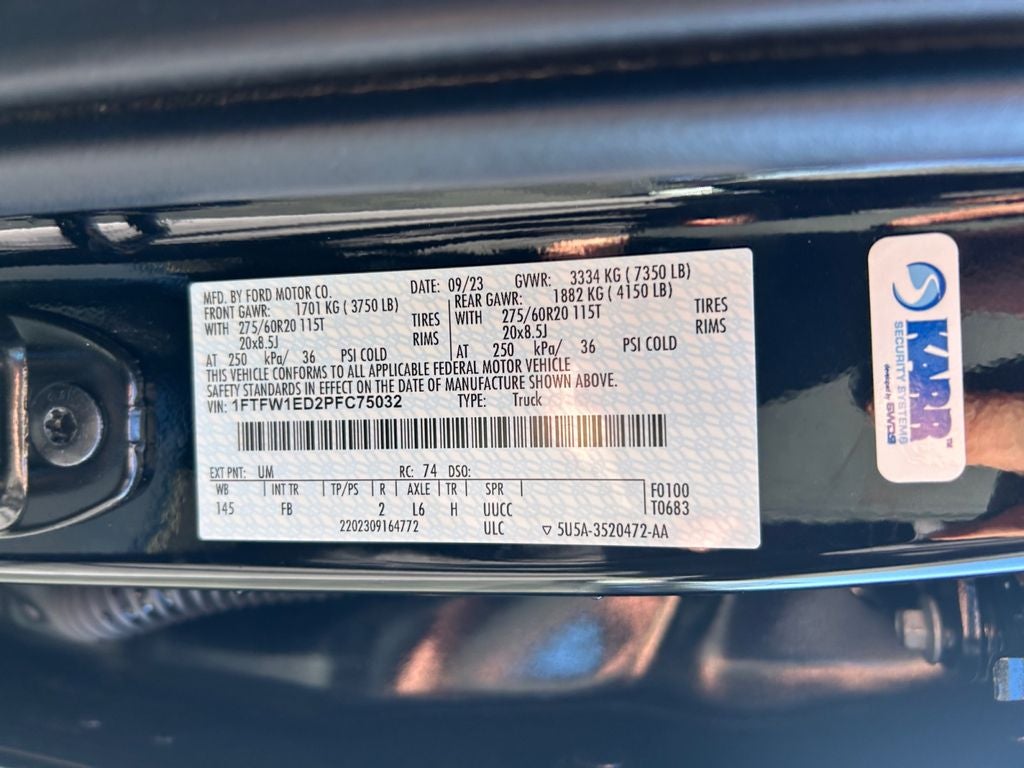 MFD. BY FORD MOTOR CO. DATE: 09/23 GVWR: 3334 KG ( 7350 LB)
FRONT GAWR: 1701 KG ( 3750 LB) REAR GAWR: 1882 KG ( 4150 LB)
WITH 275/60R20 115T TIRES WITH 275/60R20 115T TIRES
20x8.5J RIMS 20x8.5J RIMS
AT 250 kPa/ 36 PSI COLD AT 250 kPa/ 36 PSI COLD
THIS VEHICLE CONFORMS TO ALL APPLICABLE FEDERAL MOTOR VEHICLE
SAFETY STANDARDS IN EFFECT ON THE DATE OF MANUFACTURE SHOWN ABOVE.
VIN: 1FTFW1ED2PFC75032 TYPE: Truck
EXT PNT: UM RC: 74 DSO:
WB INT TR TP/PS R AXLE TR SPR F0100
145 FB 2 L6 H UUCC T0683
2202309164772 ULC 5U5A-3520472-AA
KARR™
SECURITY SYSTEMS
developed by SWDS